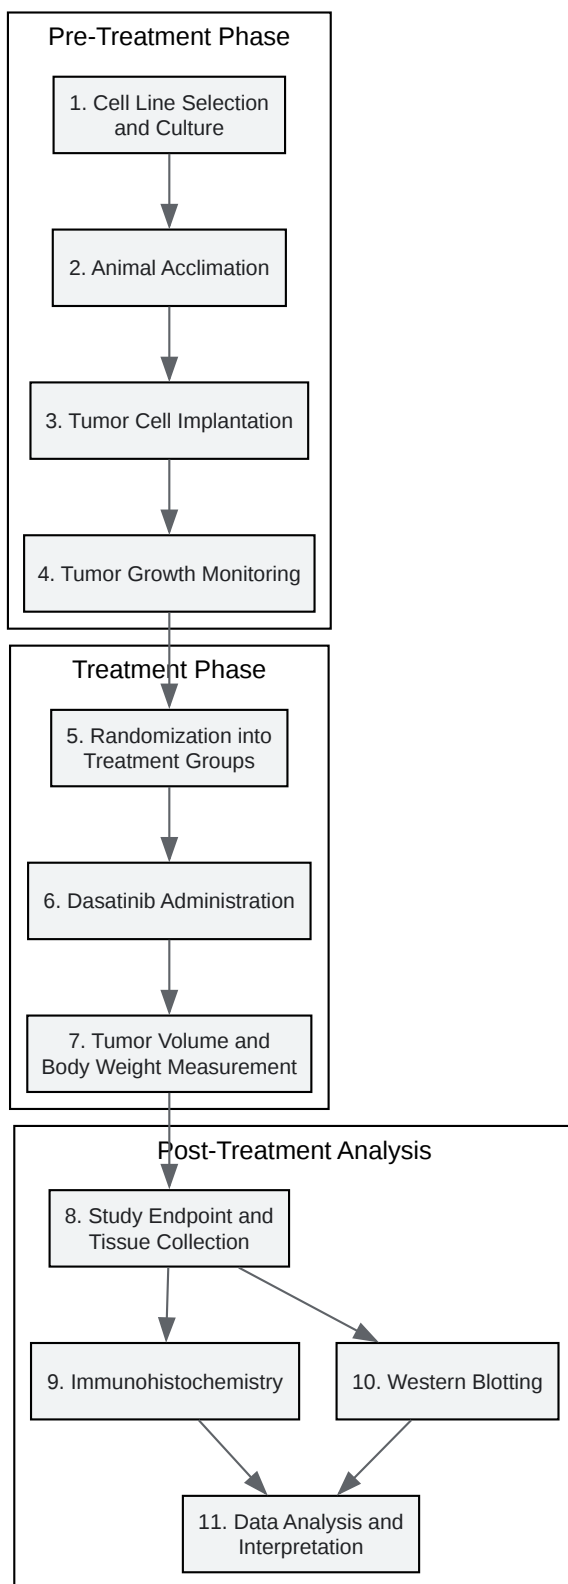 Pre-Treatment Phase
1. Cell Line Selection
and Culture
2. Animal Acclimation
3. Tumor Cell Implantation
4. Tumor Growth Monitoring
Treatment Phase
5. Randomization into
Treatment Groups
6. Dasatinib Administration
7. Tumor Volume and
Body Weight Measurement
Post-Treatment Analysis
8. Study Endpoint and
Tissue Collection
9. Immunohistochemistry
10. Western Blotting
11. Data Analysis and
Interpretation